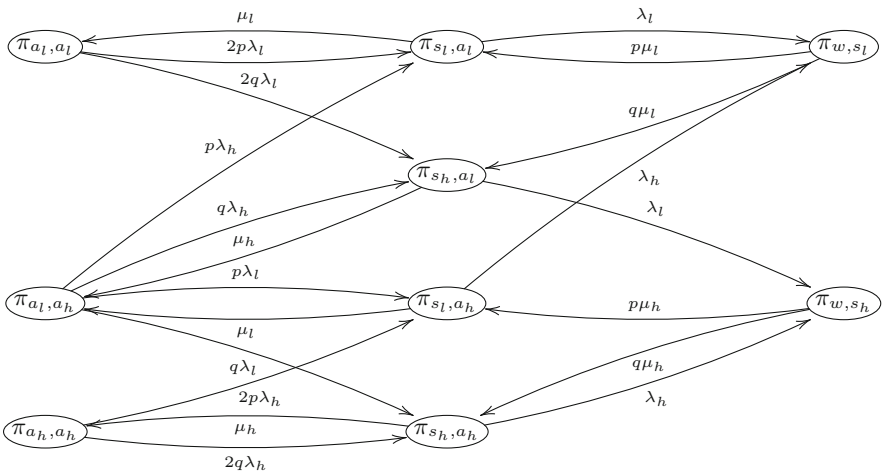 μ_l
λ_l
π_{a_l,a_l}
2pλ_l
π_{s_l,a_l}
pμ_l
π_{w,s_l}
2qλ_l
qμ_l
pλ_h
π_{s_h,a_l}
λ_h
qλ_h
λ_l
μ_h
pλ_l
π_{a_l,a_h}
π_{s_l,a_h}
pμ_h
π_{w,s_h}
μ_l
qλ_l
qμ_h
2pλ_h
λ_h
π_{a_h,a_h}
μ_h
π_{s_h,a_h}
2qλ_h